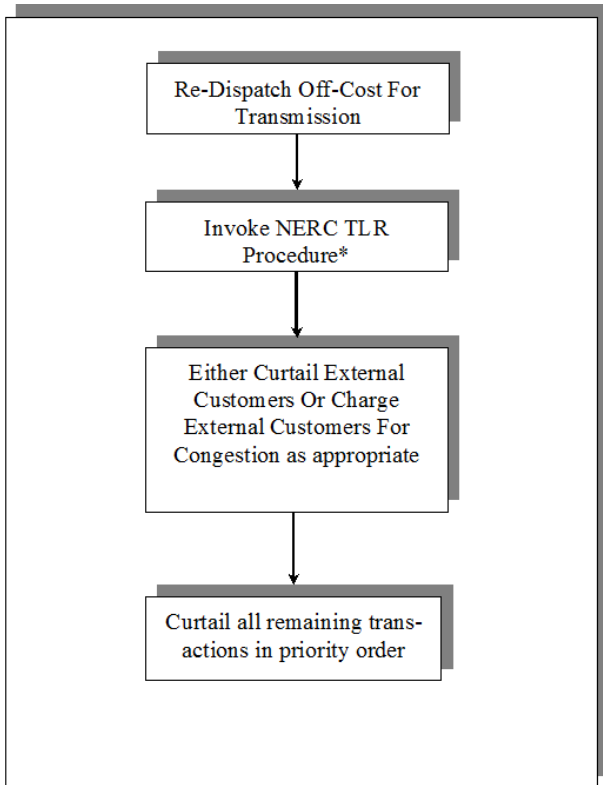 Re-Dispatch Off-Cost For
Transmission
Invoke NERC TLR
Procedure*
Either Curtail External
Customers Or Charge
External Customers For
Congestion as appropriate
Curtail all remaining trans-
actions in priority order